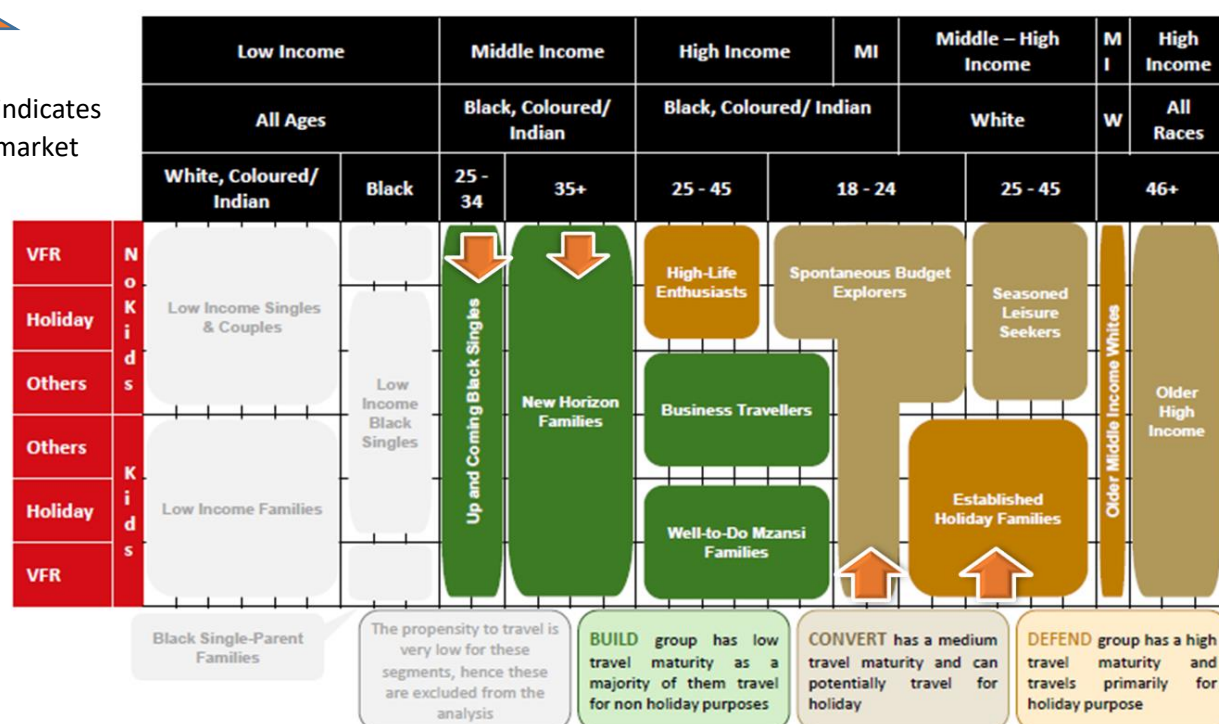 ndicates
market
Low Income
Middle Income
High Income
MI
Middle – High
Income
M
I
High
Income
All Ages
Black, Coloured/
Indian
Black, Coloured/ Indian
White
W
All
Races
White, Coloured/
Indian
Black
25 -
34
35+
25 - 45
18 - 24
25 - 45
46+
VFR
Holiday
Others
Others
Holiday
VFR
N
o
K
i
d
s
K
i
d
s
Low Income Singles
& Couples
Low Income Families
Low
Income
Black
Singles
Up and Coming Black Singles
New Horizon
Families
High-Life
Enthusiasts
Business Travellers
Well-to-Do Mzansi
Families
Spontaneous Budget
Explorers
Seasoned
Leisure
Seekers
Established
Holiday Families
Older Middle Income Whites
Older
High
Income
Black Single-Parent
Families
The propensity to travel is
very low for these
segments, hence these
are excluded from the
analysis
BUILD group has low
travel maturity as a
majority of them travel
for non holiday purposes
CONVERT has a medium
travel maturity and can
potentially travel for
holiday
DEFEND group has a high
travel maturity and
travels primarily for
holiday purpose